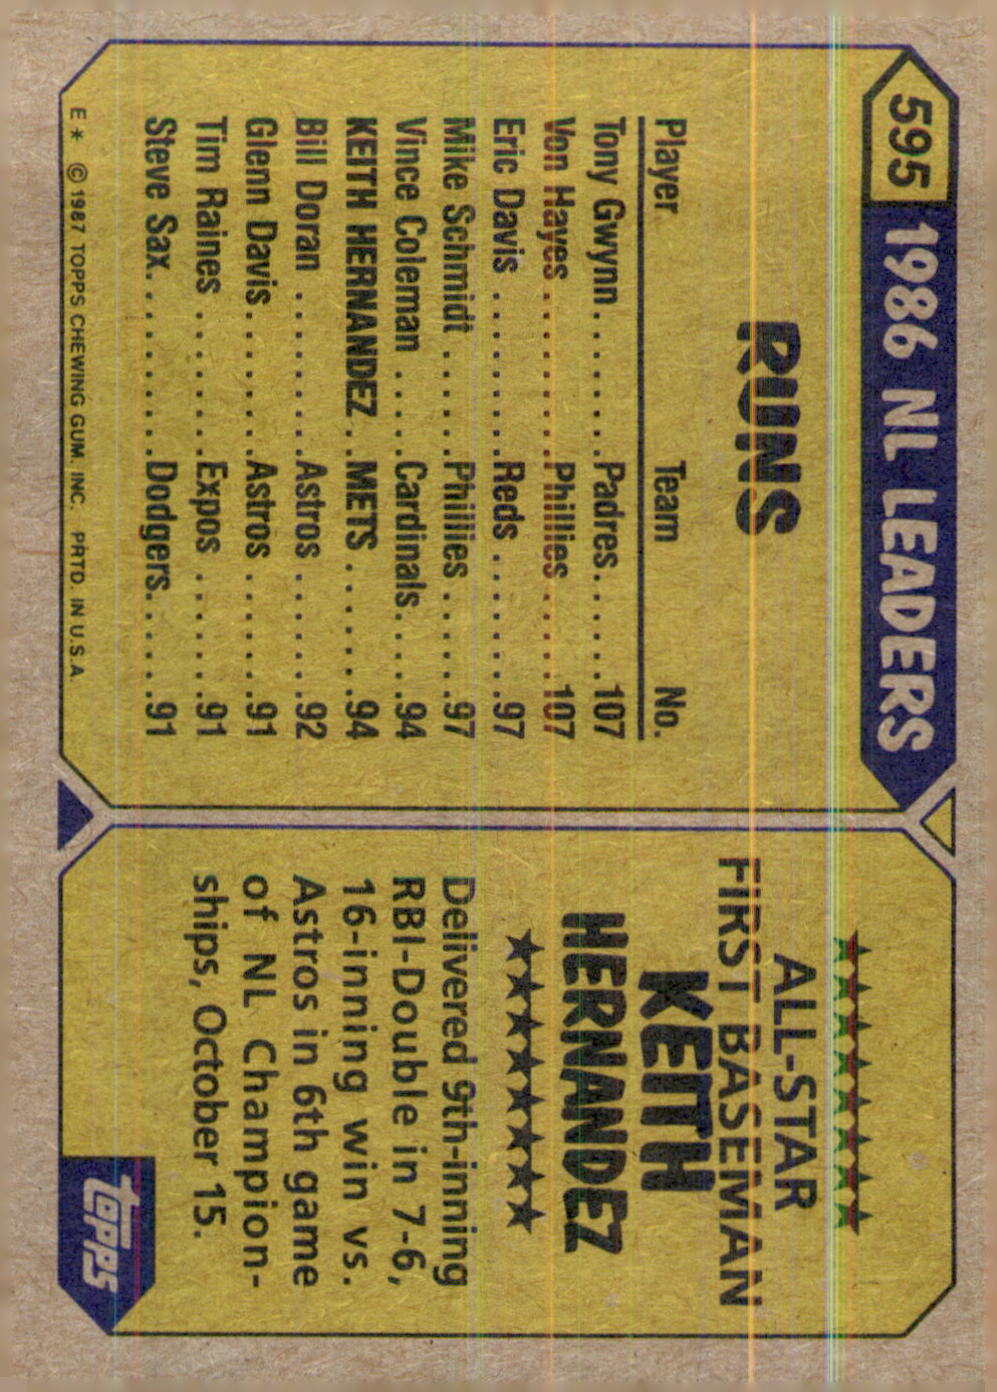 595 1986 NL LEADERS
RUNS
Player Team No.
Tony Gwynn......Padres......107
Von Hayes.........Phillies......107
Eric Davis.........Reds........97
Mike Schmidt......Phillies......97
Vince Coleman.....Cardinals.....94
KEITH HERNANDEZ..METS.......94
Bill Doran.........Astros.......92
Glenn Davis.......Astros.......91
Tim Raines.......Expos.......91
Steve Sax.........Dodgers.....91
E * © 1987 TOPPS CHEWING GUM, INC. PRTD. IN U.S.A.
ALL-STAR
FIRST BASEMAN
KEITH
HERNANDEZ
Delivered 9th-inning
RBI-Double in 7-6,
16-inning win vs.
Astros in 6th game
of NL Champion-
ships, October 15.
topps